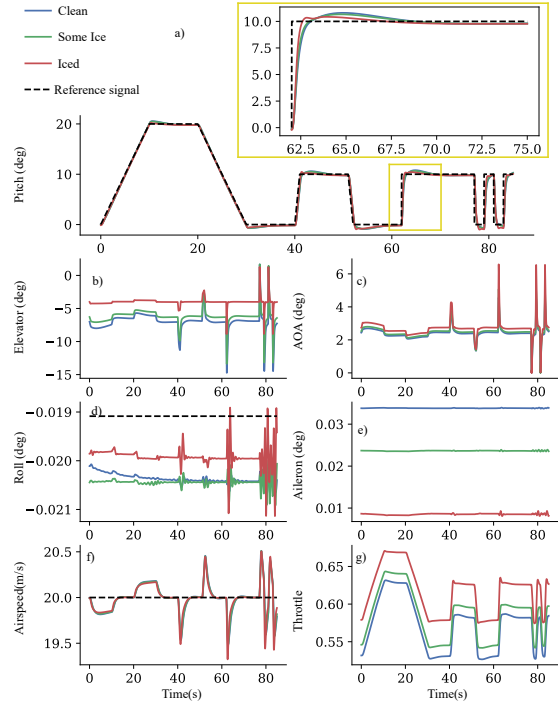 Clean
Some Ice
Iced
Reference signal
a)
10.0
7.5
5.0
2.5
0.0
62.5 65.0 67.5 70.0 72.5 75.0
Pitch (deg)
20
10
0
0 20 40 60 80
b)
Elevator (deg)
0
−5
−10
−15
0 20 40 60 80
c)
AOA (deg)
6
4
2
0
0 20 40 60 80
d)
Roll (deg)
−0.019
−0.020
−0.021
0 20 40 60 80
e)
Aileron (deg)
0.03
0.02
0.01
0 20 40 60 80
f)
Airspeed(m/s)
20.5
20.0
19.5
0 20 40 60 80
Time(s)
g)
Throttle
0.65
0.60
0.55
0 20 40 60 80
Time(s)